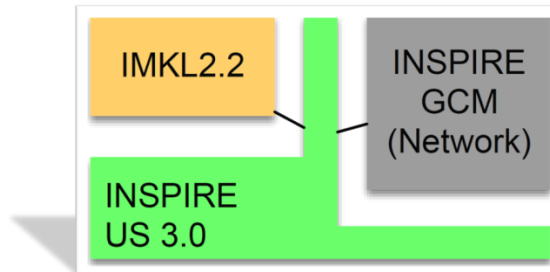 IMKL2.2
INSPIRE
GCM
(Network)
INSPIRE
US 3.0